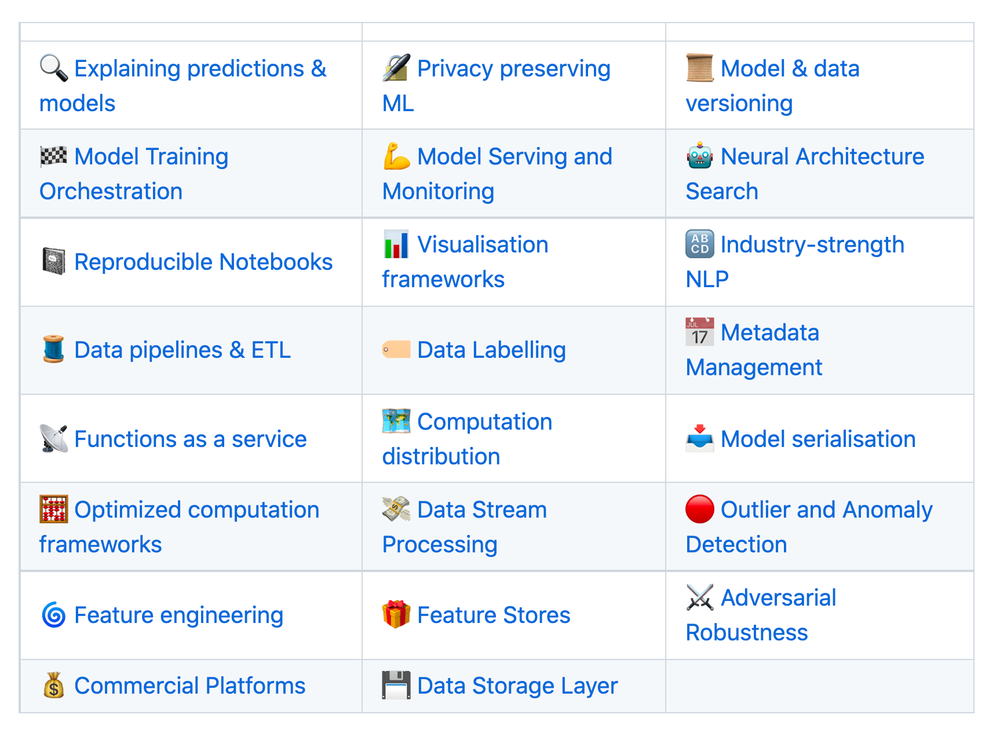 🔍 Explaining predictions &
models
🔏 Privacy preserving
ML
📜 Model & data
versioning
🏁 Model Training
Orchestration
💪 Model Serving and
Monitoring
🤖 Neural Architecture
Search
📓 Reproducible Notebooks
📊 Visualisation
frameworks
🔠 Industry-strength
NLP
🧵 Data pipelines & ETL
🏷️ Data Labelling
📅 Metadata
Management
📡 Functions as a service
🗺️ Computation
distribution
📥 Model serialisation
🧮 Optimized computation
frameworks
💸 Data Stream
Processing
🔴 Outlier and Anomaly
Detection
🌀 Feature engineering
🎁 Feature Stores
⚔ Adversarial
Robustness
💰 Commercial Platforms
💾 Data Storage Layer